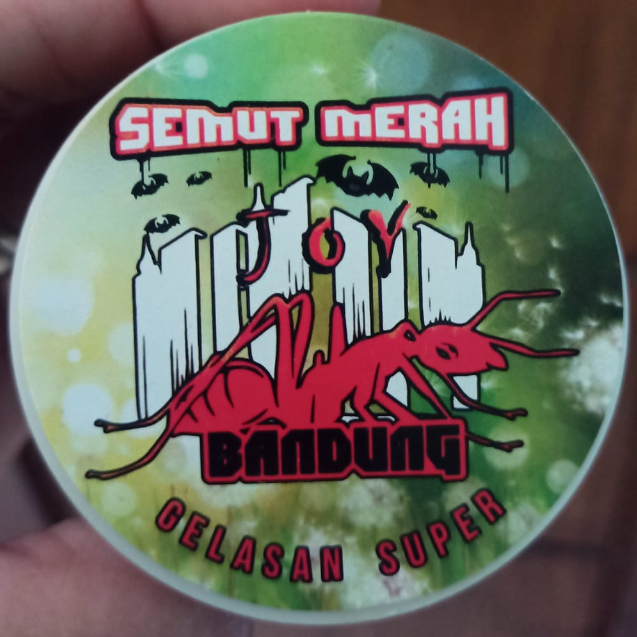 SEMUT MERAH
JOY
BANDUNG
GELASAN SUPER